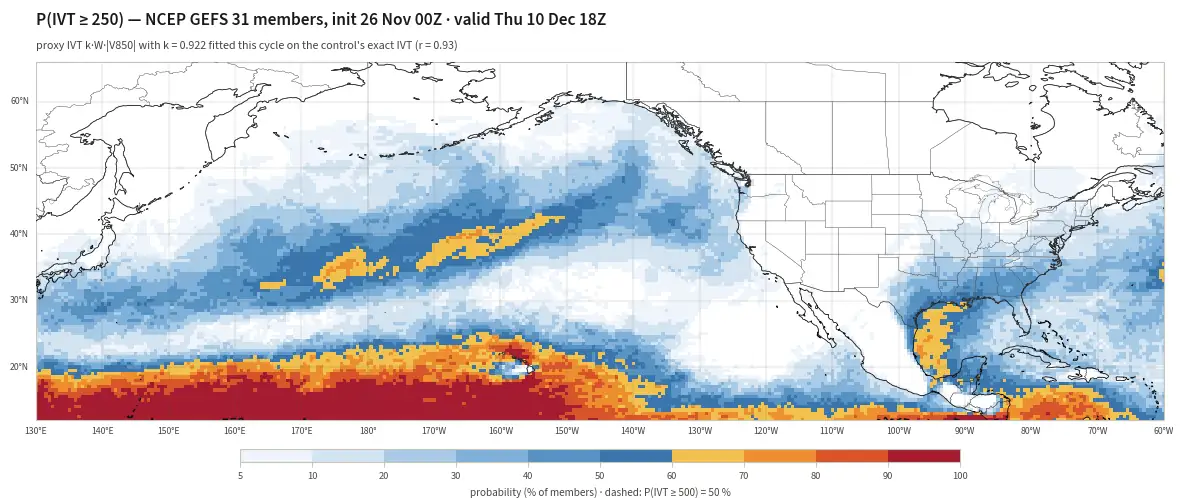 P(IVT ≥ 250) — NCEP GEFS 31 members, init 26 Nov 00Z · valid Thu 10 Dec 18Z
proxy IVT k·W·|V850| with k = 0.922 fitted this cycle on the control's exact IVT (r = 0.93)
60°N
50°N
40°N
30°N
20°N
130°E 140°E 150°E 160°E 170°E 180° 170°W 160°W 150°W 140°W 130°W 120°W 110°W 100°W 90°W 80°W 70°W 60°W
5 10 20 30 40 50 60 70 80 90 100
probability (% of members) · dashed: P(IVT ≥ 500) = 50 %